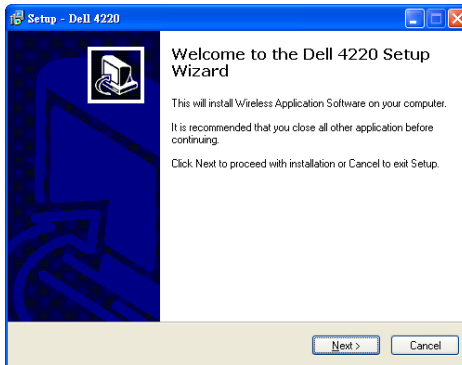 Setup - Dell 4220
Welcome to the Dell 4220 Setup
Wizard
This will install Wireless Application Software on your computer.
It is recommended that you close all other application before
continuing.
Click Next to proceed with installation or Cancel to exit Setup.
Next >
Cancel